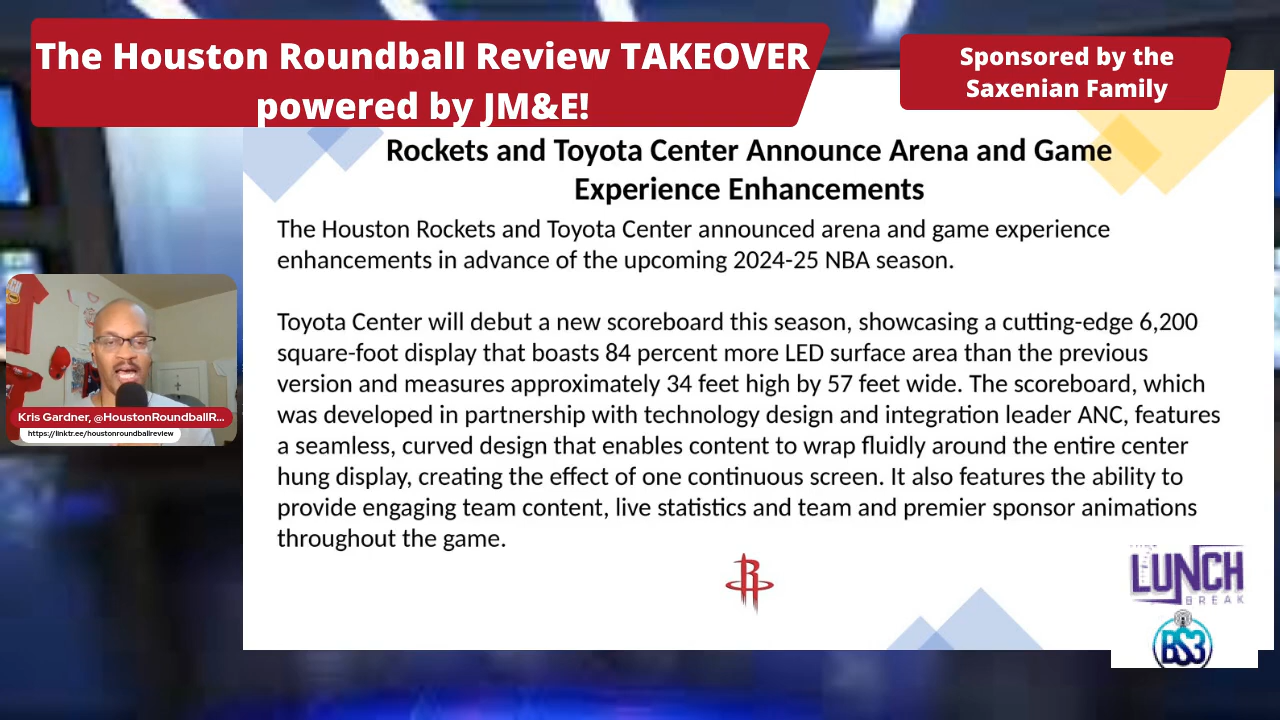 The Houston Roundball Review TAKEOVER
powered by JM&E!
Sponsored by the
Saxenian Family
Rockets and Toyota Center Announce Arena and Game
Experience Enhancements
The Houston Rockets and Toyota Center announced arena and game experience
enhancements in advance of the upcoming 2024-25 NBA season.
Toyota Center will debut a new scoreboard this season, showcasing a cutting-edge 6,200
square-foot display that boasts 84 percent more LED surface area than the previous
version and measures approximately 34 feet high by 57 feet wide. The scoreboard, which
was developed in partnership with technology design and integration leader ANC, features
a seamless, curved design that enables content to wrap fluidly around the entire center
hung display, creating the effect of one continuous screen. It also features the ability to
provide engaging team content, live statistics and team and premier sponsor animations
throughout the game.
Kris Gardner, @HoustonRoundballR...
https://linktr.ee/houstonroundballreview
R
LUNCH
BREAK
BS3